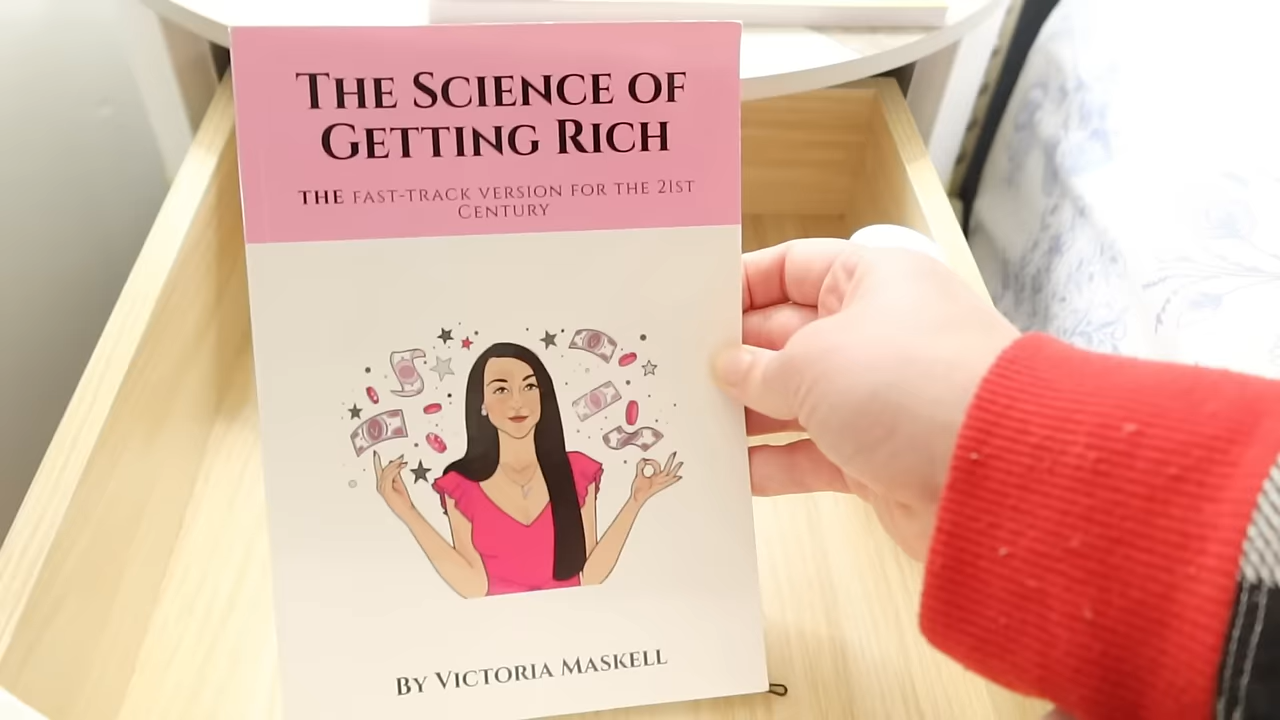 The Science of
Getting Rich
THE fast-track version for the 21st
Century
By Victoria Maskell